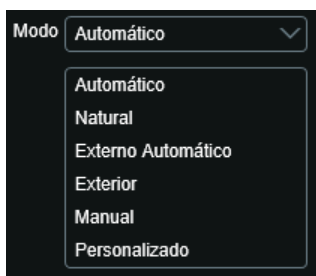 Modo Automático
Automático
Natural
Externo Automático
Exterior
Manual
Personalizado